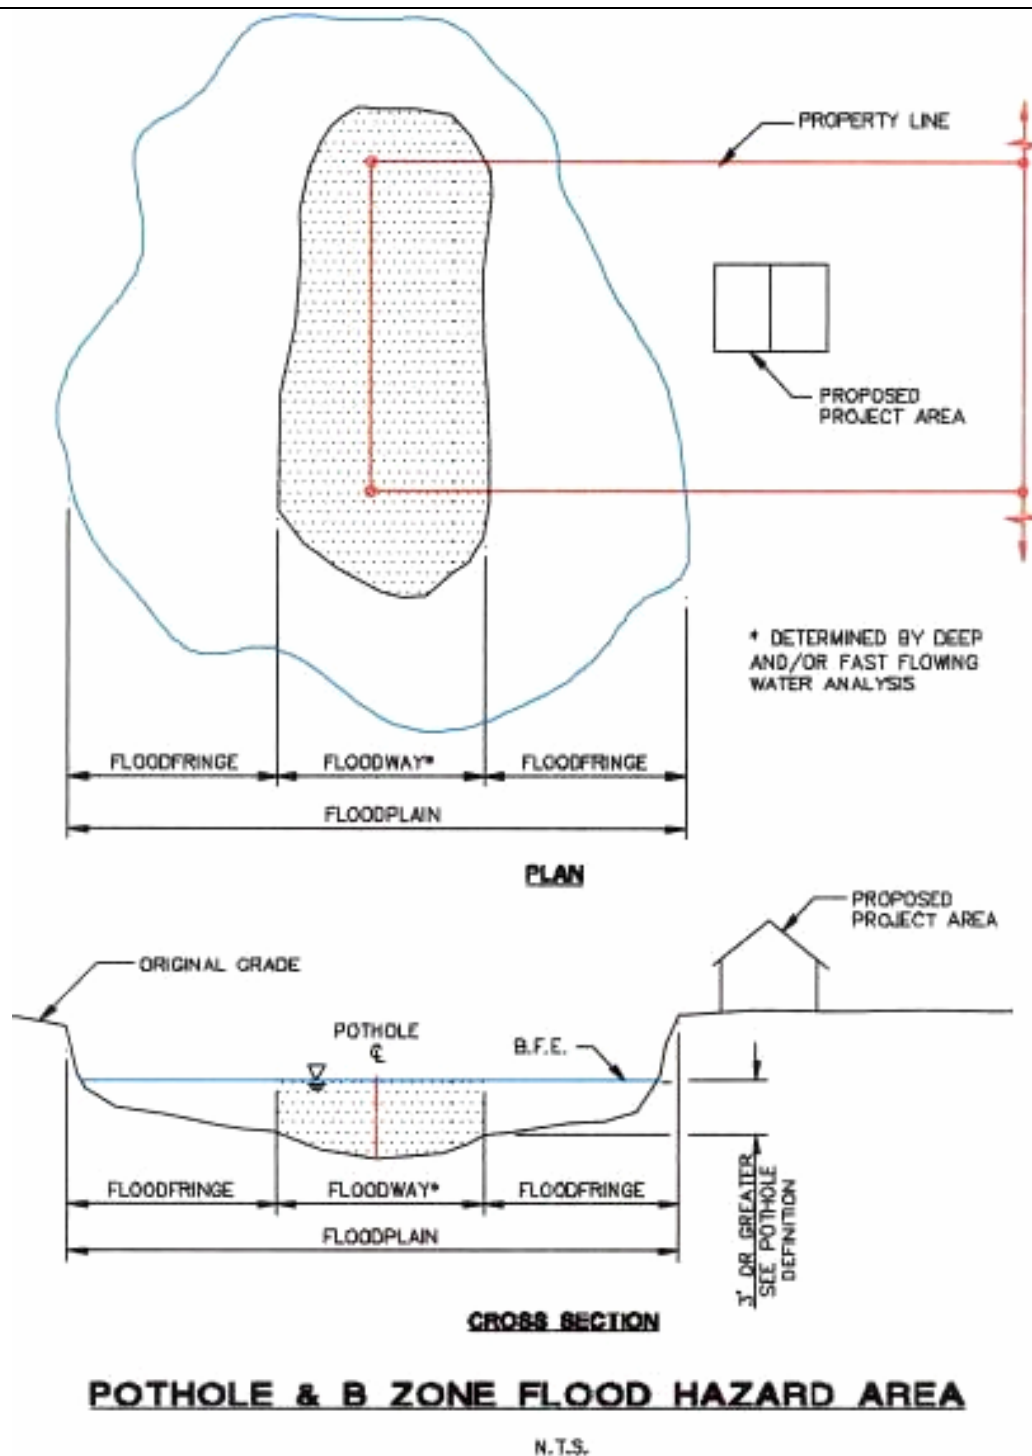 PROPERTY LINE
PROPOSED
PROJECT AREA
* DETERMINED BY DEEP
AND/OR FAST FLOWING
WATER ANALYSIS
FLOODFRINGE
FLOODWAY*
FLOODFRINGE
FLOODPLAIN
PLAN
PROPOSED
PROJECT AREA
ORIGINAL GRADE
POTHOLE
℄
B.F.E.
FLOODFRINGE
FLOODWAY*
FLOODFRINGE
FLOODPLAIN
3' OR GREATER
SEE POTHOLE
DEFINITION
CROSS SECTION
POTHOLE & B ZONE FLOOD HAZARD AREA
N.T.S.